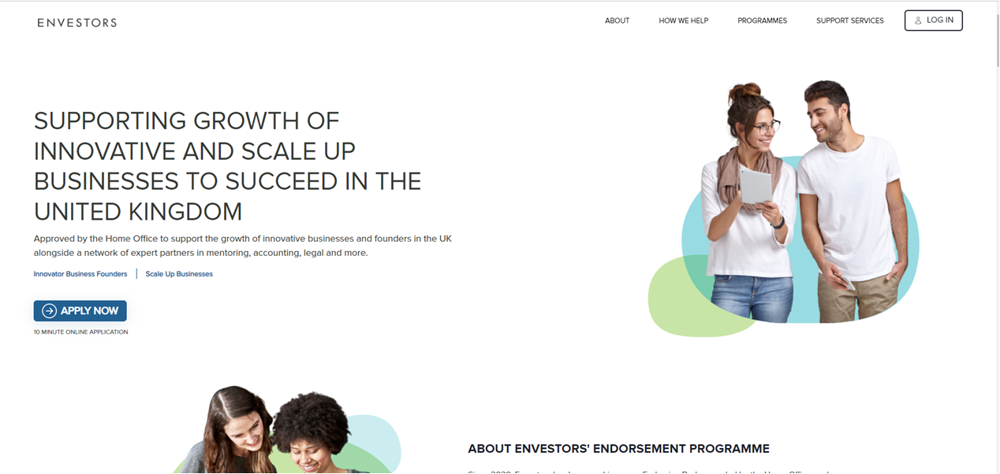 ENVESTORS
ABOUT
HOW WE HELP
PROGRAMMES
SUPPORT SERVICES
LOG IN
SUPPORTING GROWTH OF
INNOVATIVE AND SCALE UP
BUSINESSES TO SUCCEED IN THE
UNITED KINGDOM
Approved by the Home Office to support the growth of innovative businesses and founders in the UK
alongside a network of expert partners in mentoring, accounting, legal and more.
Innovator Business Founders | Scale Up Businesses
APPLY NOW
10 MINUTE ONLINE APPLICATION
ABOUT ENVESTORS' ENDORSEMENT PROGRAMME